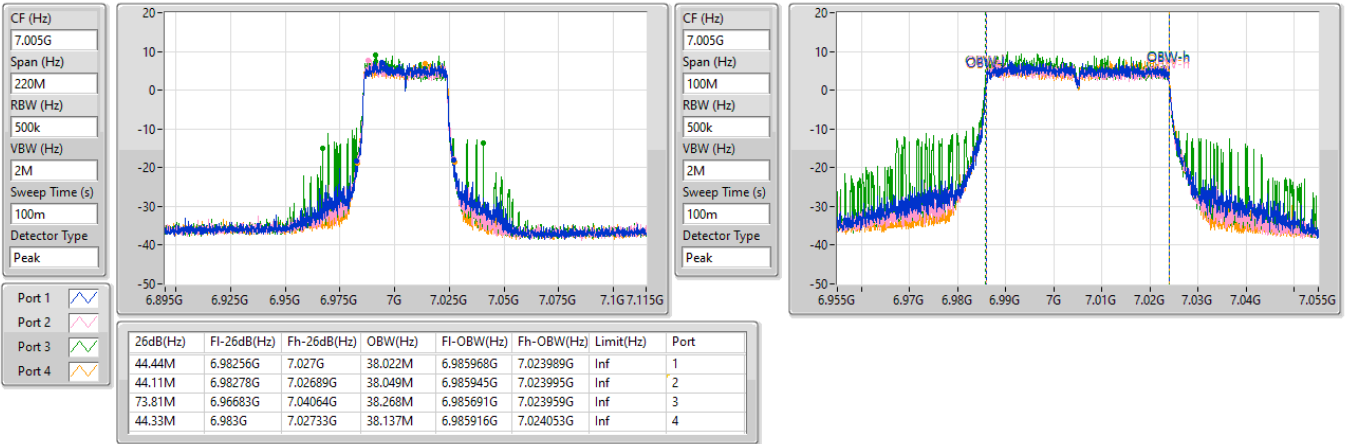 CF (Hz)
7.005G
Span (Hz)
220M
RBW (Hz)
500k
VBW (Hz)
2M
Sweep Time (s)
100m
Detector Type
Peak
20
10
0
-10
-20
-30
-40
-50
6.895G 6.925G 6.95G 6.975G 7G 7.025G 7.05G 7.075G 7.1G 7.115G
CF (Hz)
7.005G
Span (Hz)
100M
RBW (Hz)
500k
VBW (Hz)
2M
Sweep Time (s)
100m
Detector Type
Peak
20
10
0
-10
-20
-30
-40
-50
OBW-h
6.955G 6.97G 6.98G 6.99G 7G 7.01G 7.02G 7.03G 7.04G 7.055G
Port 1
Port 2
Port 3
Port 4
26dB(Hz) Fl-26dB(Hz) Fh-26dB(Hz) OBW(Hz) Fl-OBW(Hz) Fh-OBW(Hz) Limit(Hz) Port
44.44M 6.98256G 7.027G 38.022M 6.985968G 7.023989G Inf 1
44.11M 6.98278G 7.02689G 38.049M 6.985945G 7.023995G Inf 2
73.81M 6.96683G 7.04064G 38.268M 6.985691G 7.023959G Inf 3
44.33M 6.983G 7.02733G 38.137M 6.985916G 7.024053G Inf 4